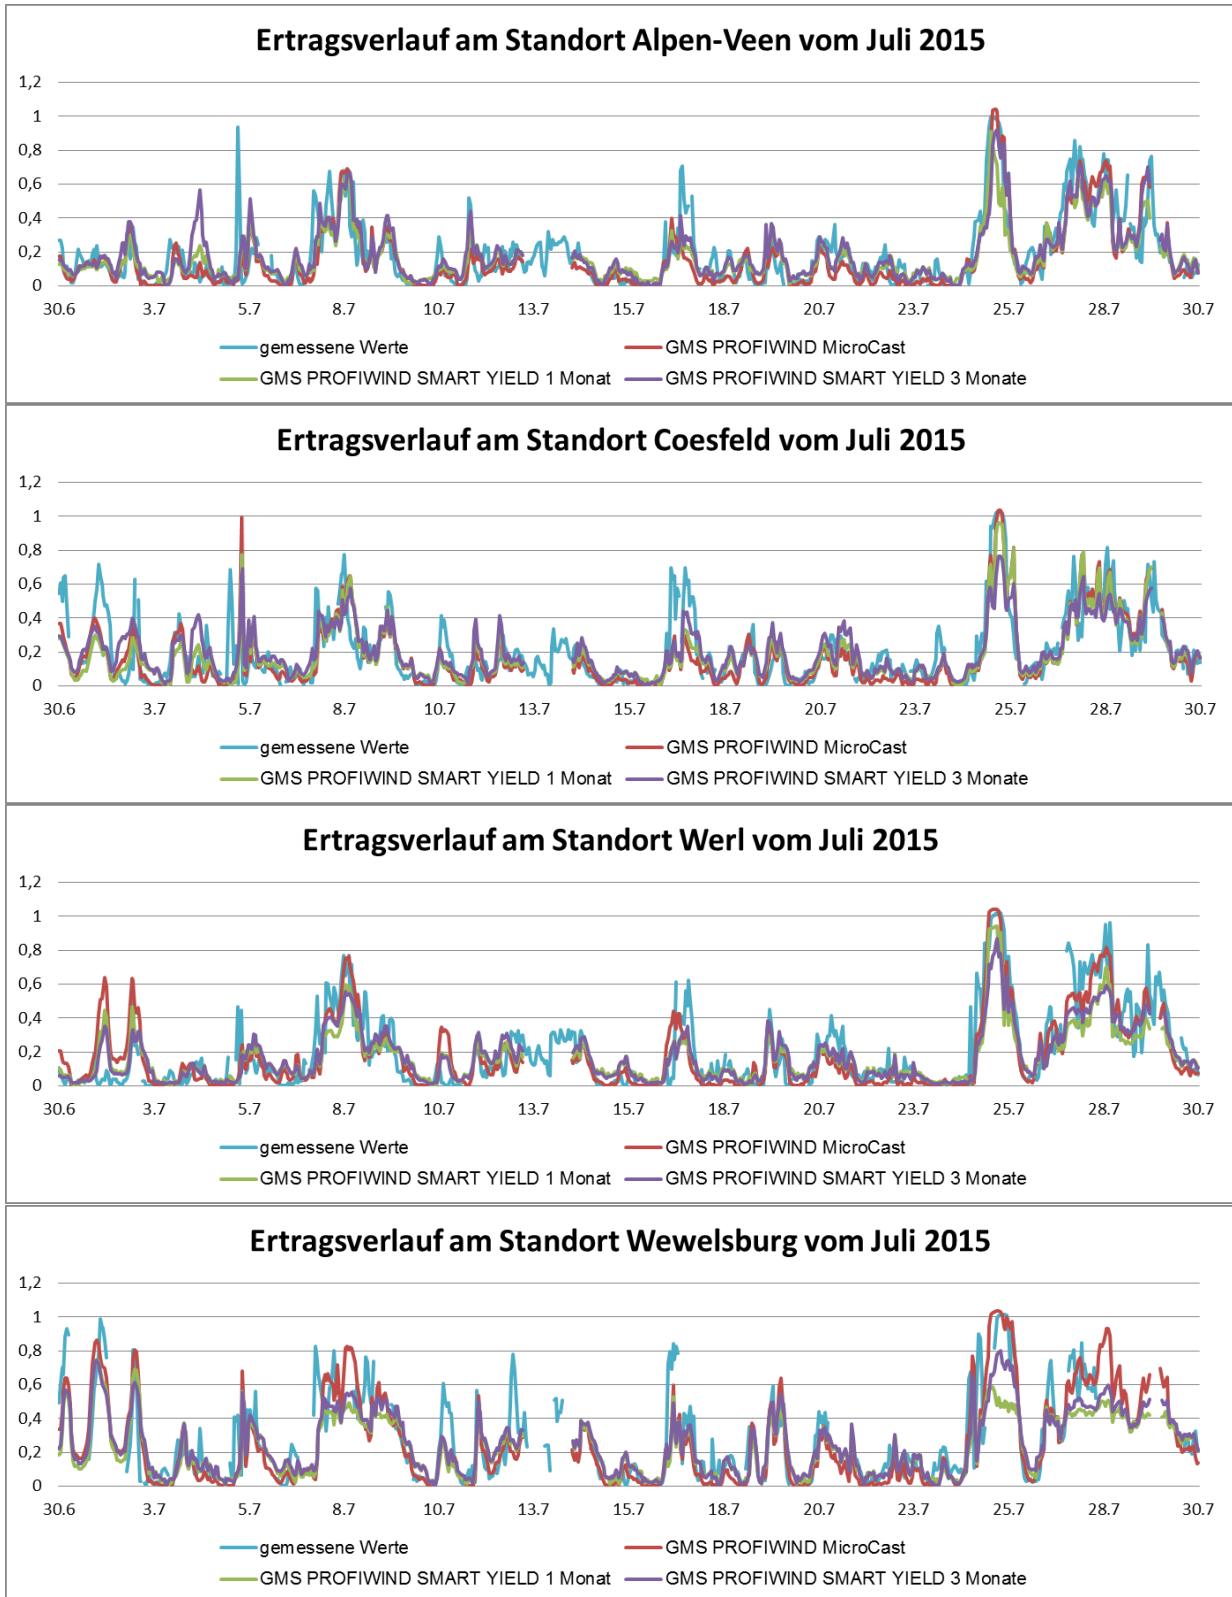 Ertragsverlauf am Standort Alpen-Veen vom Juli 2015
1,2
1
0,8
0,6
0,4
0,2
0
30.6 3.7 5.7 8.7 10.7 13.7 15.7 18.7 20.7 23.7 25.7 28.7 30.7
gemessene Werte GMS PROFIWIND MicroCast
GMS PROFIWIND SMART YIELD 1 Monat GMS PROFIWIND SMART YIELD 3 Monate
Ertragsverlauf am Standort Coesfeld vom Juli 2015
1,2
1
0,8
0,6
0,4
0,2
0
30.6 3.7 5.7 8.7 10.7 13.7 15.7 18.7 20.7 23.7 25.7 28.7 30.7
gemessene Werte GMS PROFIWIND MicroCast
GMS PROFIWIND SMART YIELD 1 Monat GMS PROFIWIND SMART YIELD 3 Monate
Ertragsverlauf am Standort Werl vom Juli 2015
1,2
1
0,8
0,6
0,4
0,2
0
30.6 3.7 5.7 8.7 10.7 13.7 15.7 18.7 20.7 23.7 25.7 28.7 30.7
gemessene Werte GMS PROFIWIND MicroCast
GMS PROFIWIND SMART YIELD 1 Monat GMS PROFIWIND SMART YIELD 3 Monate
Ertragsverlauf am Standort Wewelsburg vom Juli 2015
1,2
1
0,8
0,6
0,4
0,2
0
30.6 3.7 5.7 8.7 10.7 13.7 15.7 18.7 20.7 23.7 25.7 28.7 30.7
gemessene Werte GMS PROFIWIND MicroCast
GMS PROFIWIND SMART YIELD 1 Monat GMS PROFIWIND SMART YIELD 3 Monate